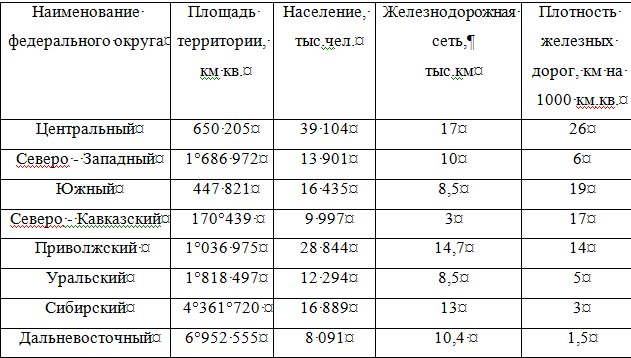 Наименование федерального округа¤ Площадь территории, км кв.¤ Население, тыс.чел.¤ Железнодорожная сеть,¶ тыс.км¤ Плотность железных дорог, км на 1000 км.кв.¤
Центральный¤ 650·205¤ 39·104¤ 17¤ 26¤
Северо·-·Западный¤ 1°686·972¤ 13·901¤ 10¤ 6¤
Южный¤ 447·821¤ 16·435¤ 8,5¤ 19¤
Северо·-·Кавказский¤ 170°439·¤ 9·997¤ 3¤ 17¤
Приволжский·¤ 1°036·975¤ 28·844¤ 14,7¤ 14¤
Уральский¤ 1°818·497¤ 12·294¤ 8,5¤ 5¤
Сибирский¤ 4°361°720·¤ 16·889¤ 13¤ 3¤
Дальневосточный¤ 6°952·555¤ 8·091¤ 10,4·¤ 1,5¤